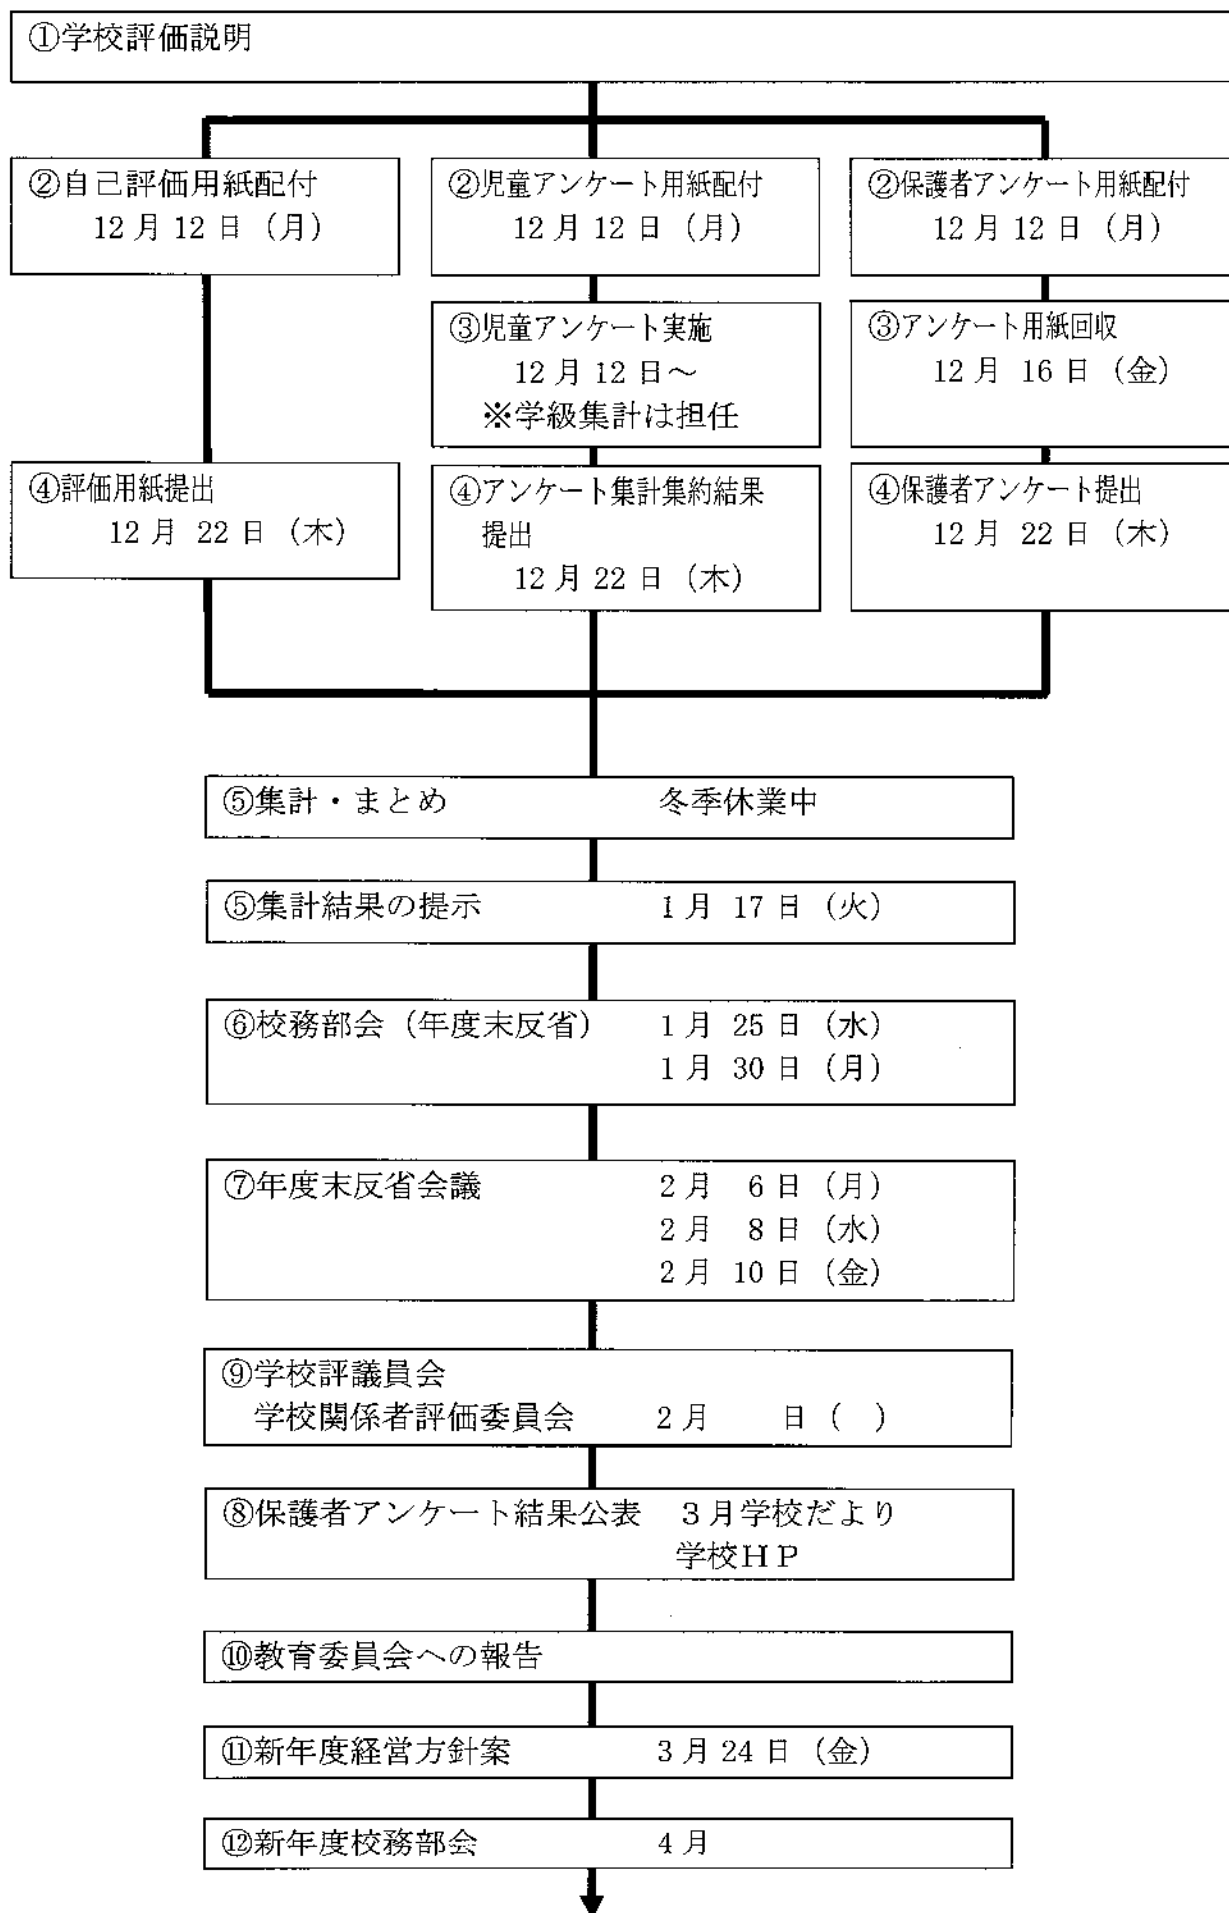 ①学校評価説明
②自己評価用紙配付
12月12日（月）
②児童アンケート用紙配付
12月12日（月）
②保護者アンケート用紙配付
12月12日（月）
③児童アンケート実施
12月12日～
※学級集計は担任
③アンケート用紙回収
12月 16日（金）
④評価用紙提出
12月 22日（木）
④アンケート集計集約結果
提出
12月22日（木）
④保護者アンケート提出
12月 22日（木）
⑤集計・まとめ 冬季休業中
⑤集計結果の提示 1月 17日（火）
⑥校務部会（年度末反省） 1月 25日（水）
1月 30日（月）
⑦年度末反省会議 2月 6日（月）
2月 8日（水）
2月 10日（金）
⑨学校評議員会
学校関係者評価委員会 2月 日（ ）
⑧保護者アンケート結果公表 3月学校だより
学校HP
⑩教育委員会への報告
⑪新年度経営方針案 3月24日（金）
⑫新年度校務部会 4月